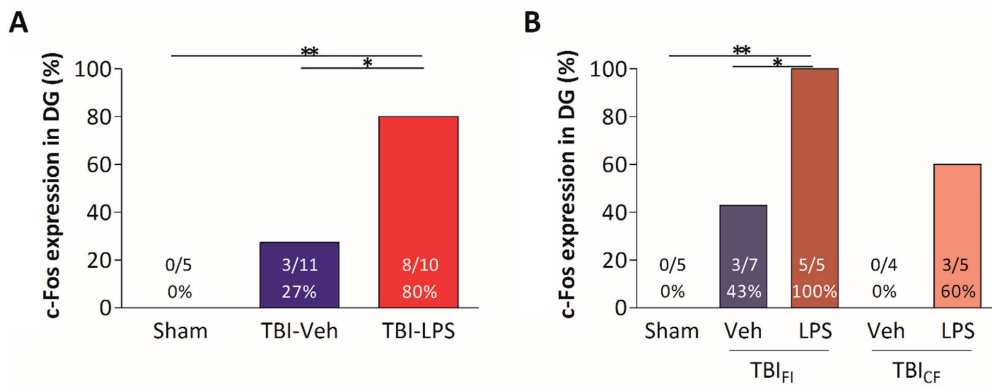 A
c-Fos expression in DG (%)
**
*
100
80
60
40
20
0
0/5
0%
3/11
27%
8/10
80%
Sham
TBI-Veh
TBI-LPS
B
c-Fos expression in DG (%)
**
*
100
80
60
40
20
0
0/5
0%
3/7
43%
5/5
100%
0/4
0%
3/5
60%
Sham
Veh
LPS
Veh
LPS
TBI_FI
TBI_CF